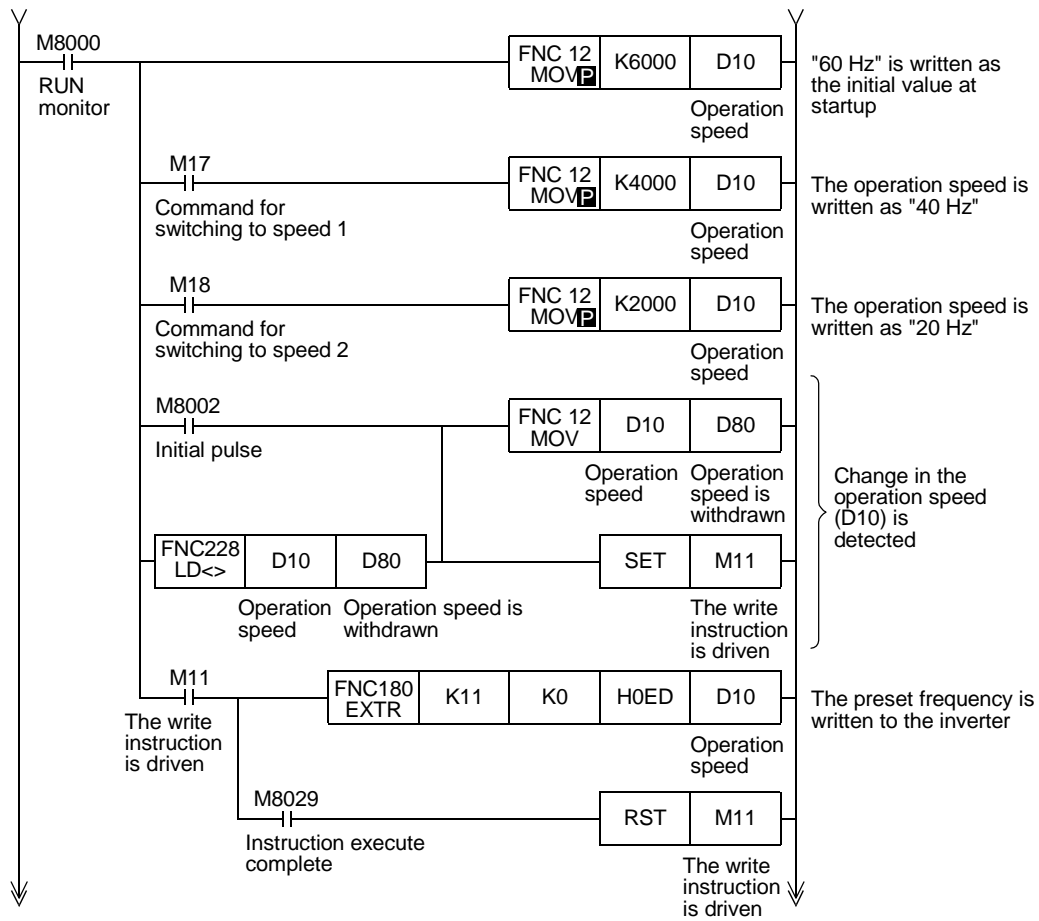 M8000
RUN
monitor
FNC 12
MOVP
K6000
D10
Operation
speed
"60 Hz" is written as
the initial value at
startup
M17
Command for
switching to speed 1
FNC 12
MOVP
K4000
D10
Operation
speed
The operation speed is
written as "40 Hz"
M18
Command for
switching to speed 2
FNC 12
MOVP
K2000
D10
Operation
speed
The operation speed is
written as "20 Hz"
M8002
Initial pulse
FNC 12
MOV
D10
D80
Operation
speed
Operation
speed is
withdrawn
FNC228
LD<>
D10
D80
Operation
speed
Operation speed is
withdrawn
SET
M11
The write
instruction
is driven
Change in the
operation speed
(D10) is
detected
M11
The write
instruction
is driven
FNC180
EXTR
K11
K0
H0ED
D10
Operation
speed
The preset frequency is
written to the inverter
M8029
Instruction execute
complete
RST
M11
The write
instruction
is driven